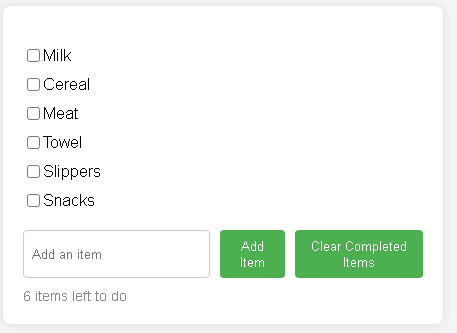 Milk
Cereal
Meat
Towel
Slippers
Snacks
Add an item
Add
Item
Clear Completed
Items
6 items left to do